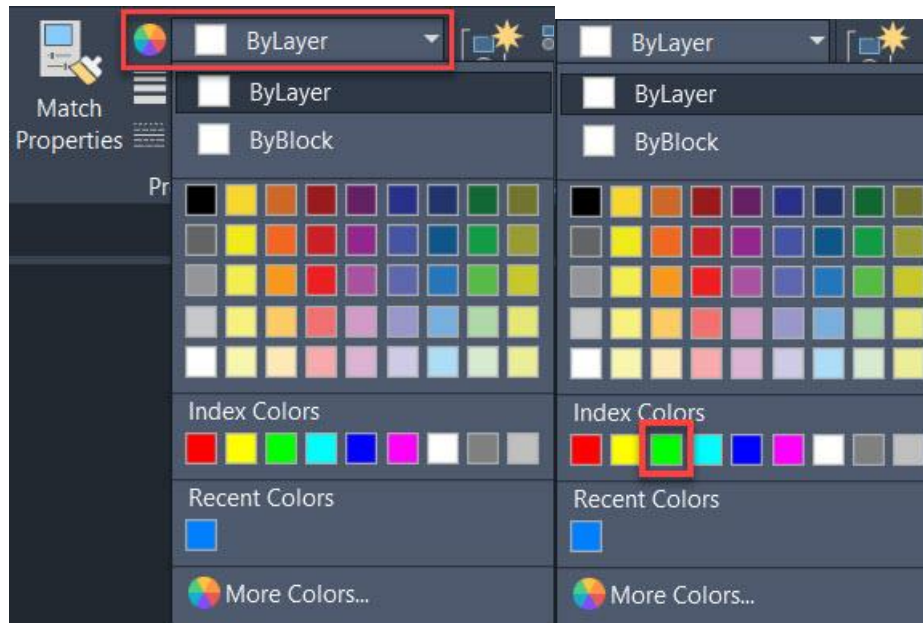 ByLayer
ByLayer
ByBlock
Match
Properties
Pr
Index Colors
Recent Colors
More Colors...
ByLayer
ByLayer
ByBlock
Index Colors
Recent Colors
More Colors...